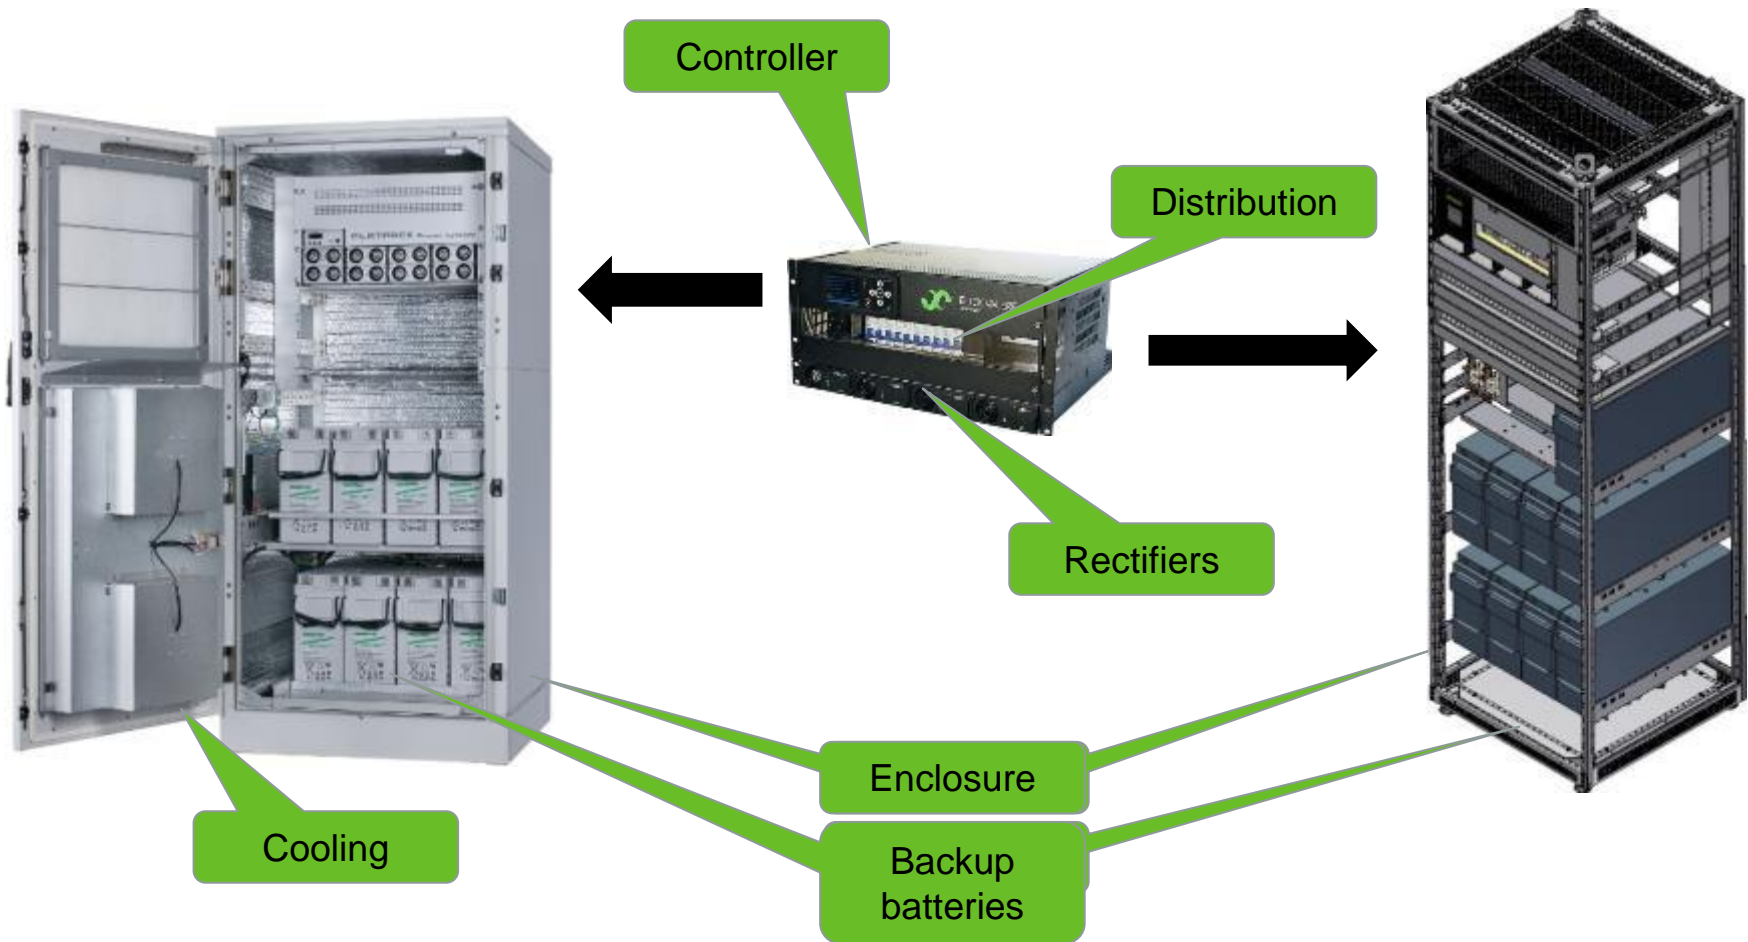 Controller
Distribution
Rectifiers
Enclosure
Cooling
Backup
batteries